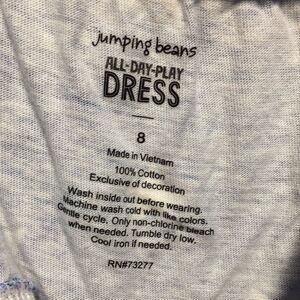 jumping beans
ALL-DAY-PLAY
DRESS
8
Made in Vietnam
100% Cotton
Exclusive of decoration
Wash inside out before wearing.
Machine wash cold with like colors.
Gentle cycle. Only non-chlorine bleach
when needed. Tumble dry low.
Cool iron if needed.
RN#73277